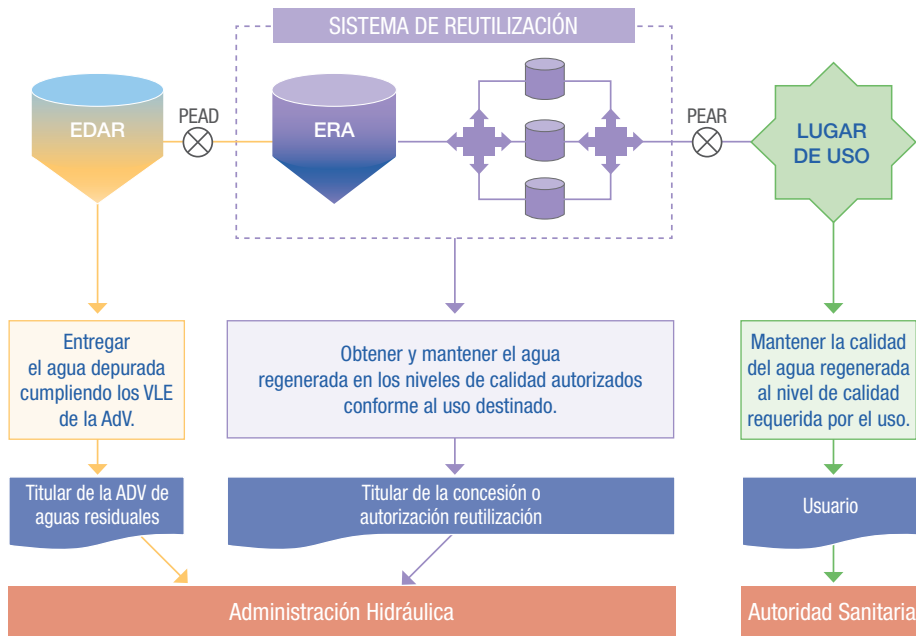 SISTEMA DE REUTILIZACIÓN
EDAR
PEAD
ERA
PEAR
LUGAR
DE USO
Entregar
el agua depurada
cumpliendo los VLE
de la AdV.
Obtener y mantener el agua
regenerada en los niveles de calidad autorizados
conforme al uso destinado.
Mantener la calidad
del agua regenerada
al nivel de calidad
requerida por el uso.
Titular de la ADV de
aguas residuales
Titular de la concesión o
autorización reutilización
Usuario
Administración Hidráulica
Autoridad Sanitaria